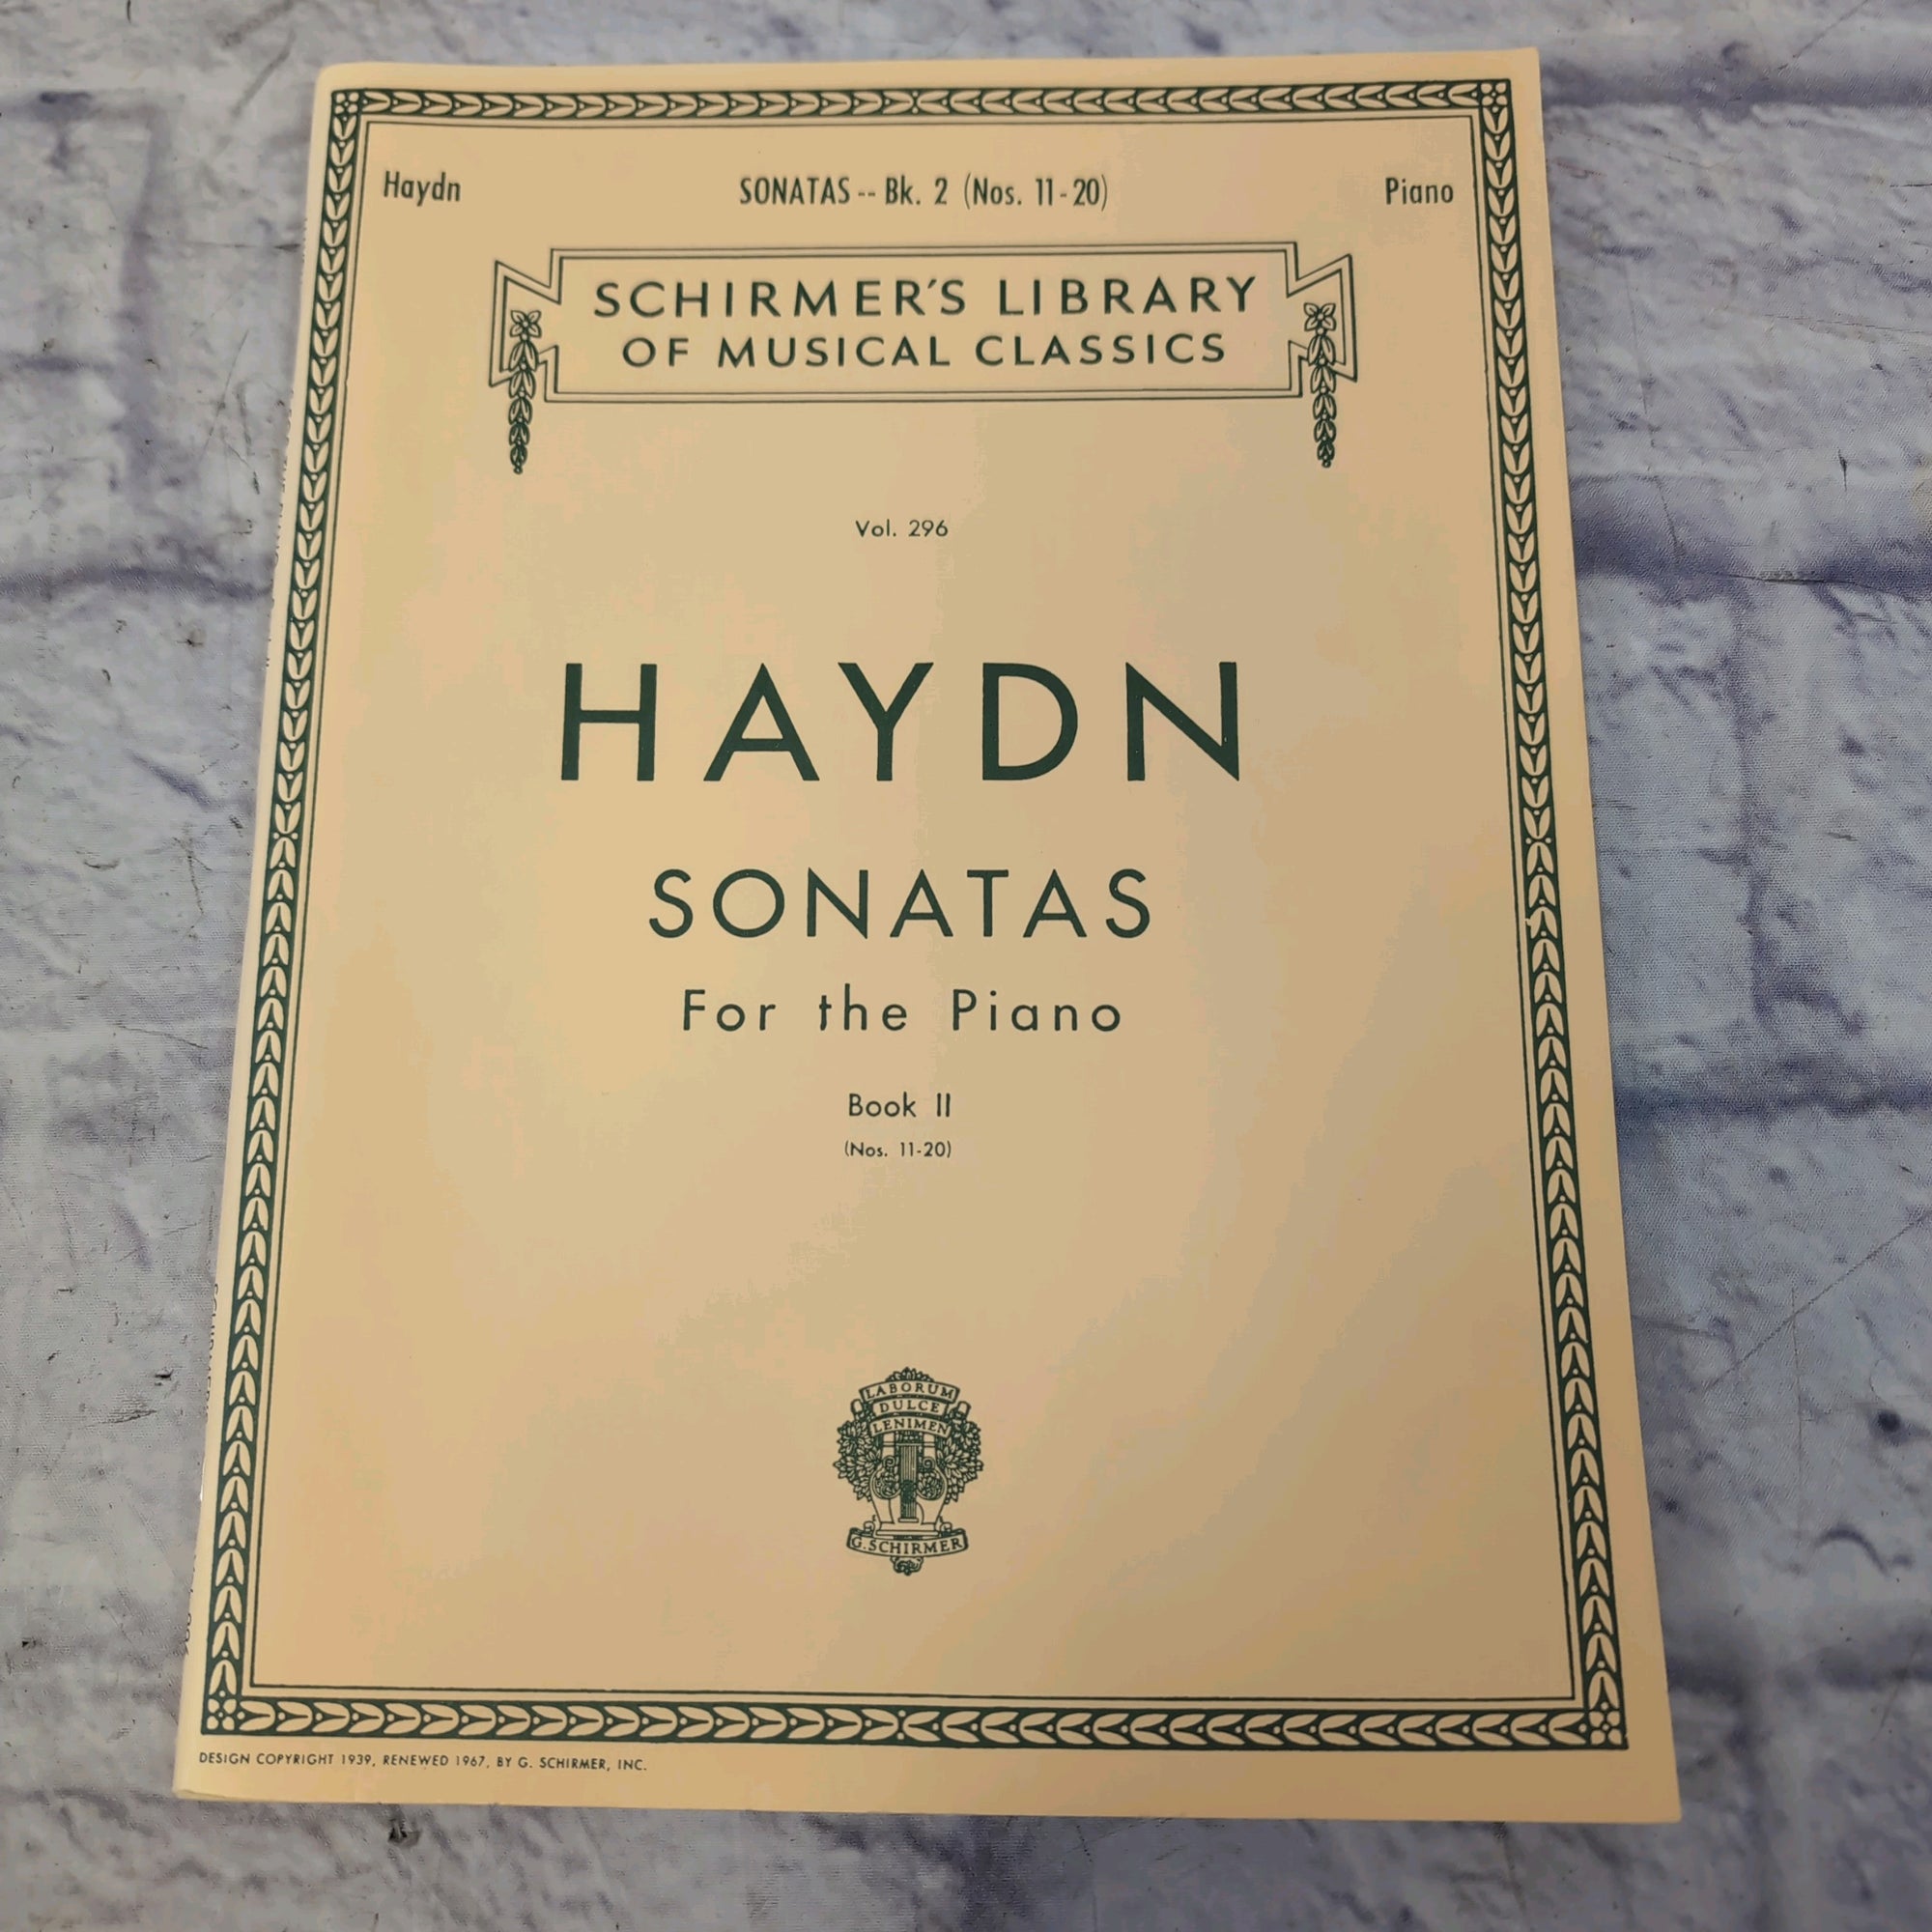 Haydn SONATAS -- Bk. 2 (Nos. 11-20) Piano
SCHIRMER'S LIBRARY
OF MUSICAL CLASSICS
Vol. 296
HAYDN
SONATAS
For the Piano
Book II
(Nos. 11-20)
LABORUM
DULCE
LENIMEN
G. SCHIRMER
DESIGN COPYRIGHT 1939, RENEWED 1967, BY G. SCHIRMER, INC.